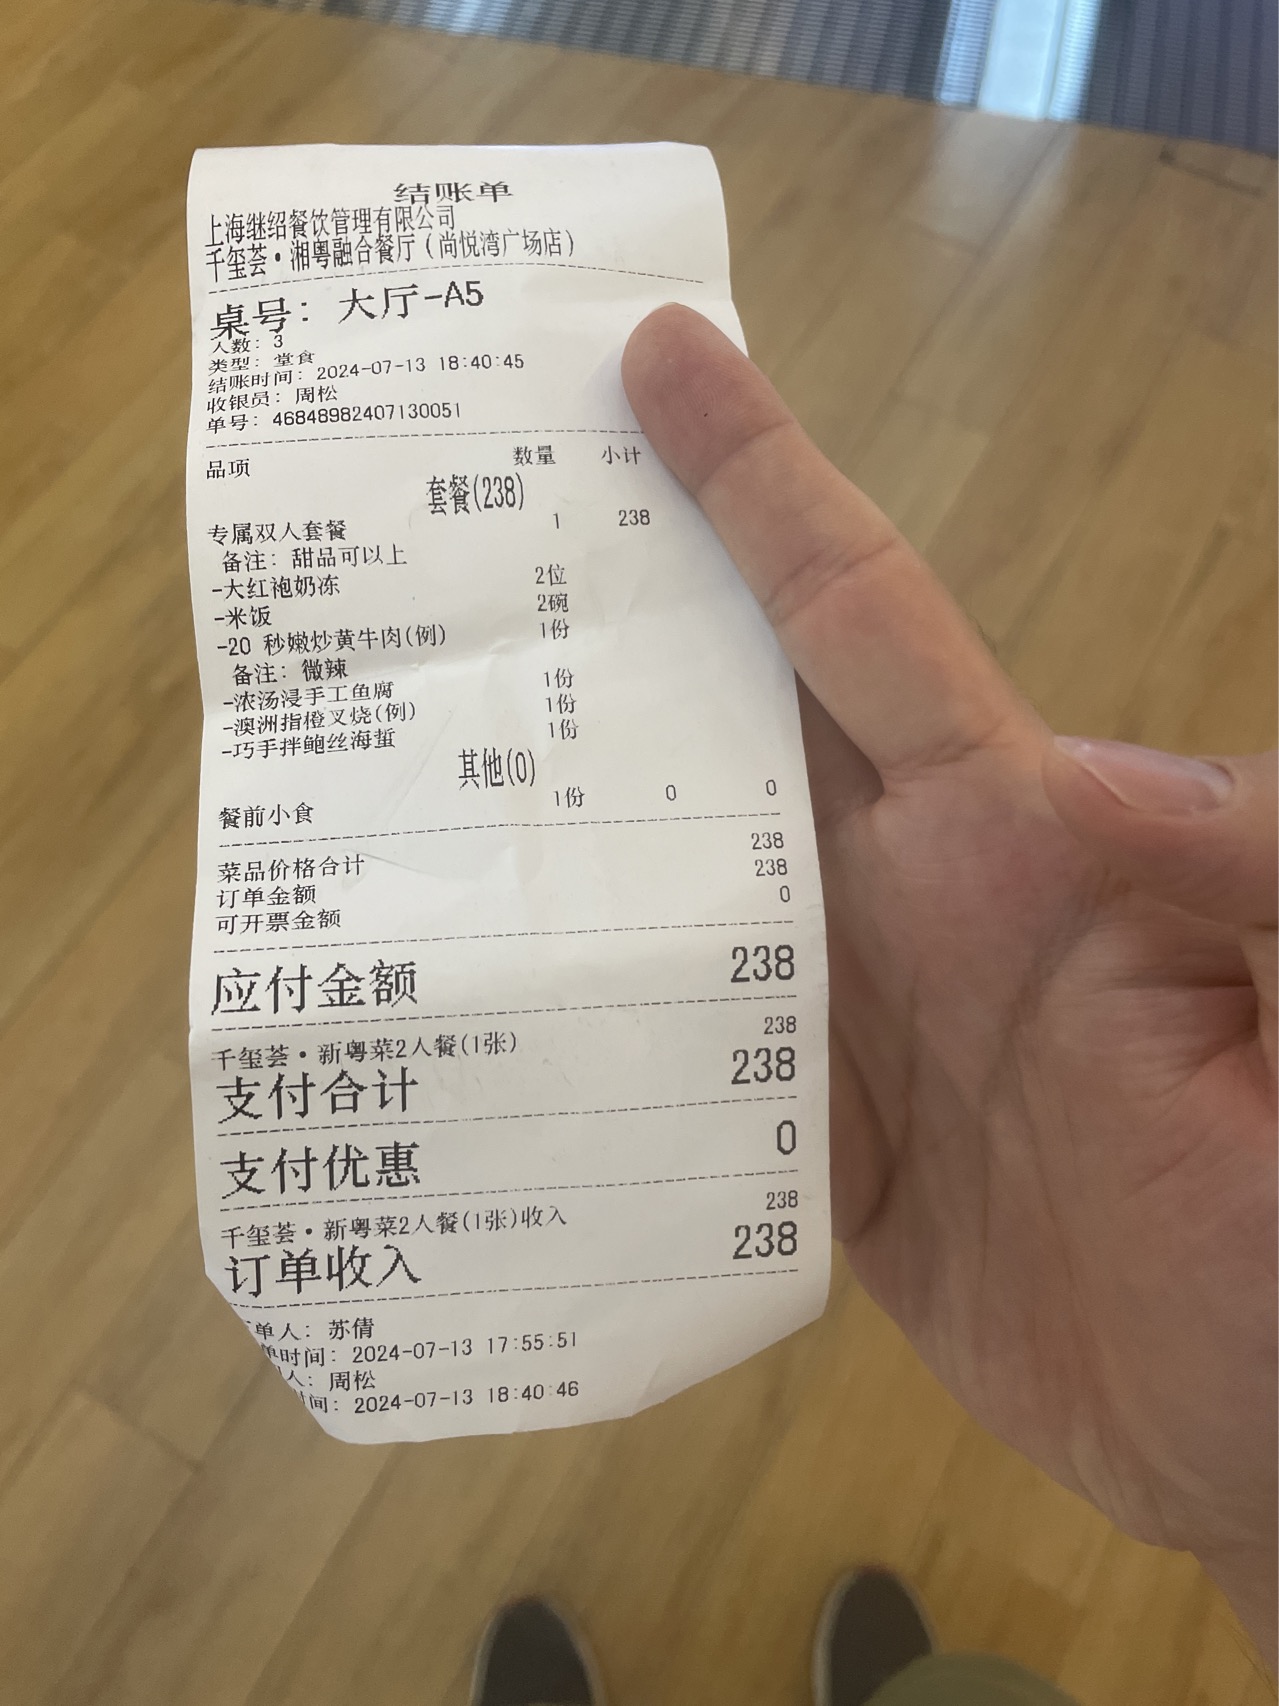 结账单
上海继绍餐饮管理有限公司
千玺荟·湘粤融合餐厅(尚悦湾广场店)
桌号: 大厅-A5
人数: 3
类型: 堂食
结账时间: 2024-07-13 18:40:45
收银员: 周松
单号: 46848982407130051
品项 数量 小计
套餐(238)
专属双人套餐 1 238
备注: 甜品可以上
-大红袍奶冻 2位
-米饭 2碗
-20 秒嫩炒黄牛肉(例) 1份
备注: 微辣
-浓汤浸手工鱼腐 1份
-澳洲指橙叉烧(例) 1份
-巧手拌鲍丝海蜇 1份
其他(0)
餐前小食 1份 0 0
菜品价格合计 238
订单金额 238
可开票金额 0
应付金额 238
千玺荟·新粤菜2人餐(1张) 238
支付合计 238
支付优惠 0
千玺荟·新粤菜2人餐(1张)收入 238
订单收入 238
单人: 苏倩
单时间: 2024-07-13 17:55:51
人: 周松
时间: 2024-07-13 18:40:46